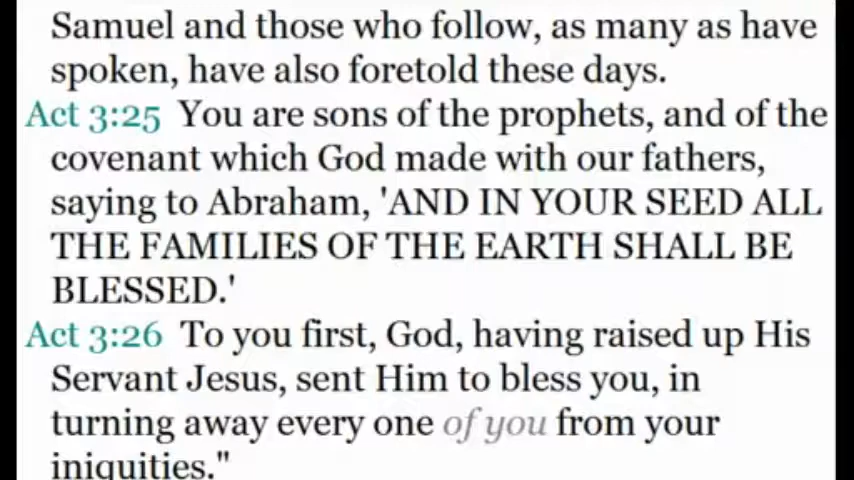 Samuel and those who follow, as many as have
spoken, have also foretold these days.
Act 3:25 You are sons of the prophets, and of the
covenant which God made with our fathers,
saying to Abraham, 'AND IN YOUR SEED ALL
THE FAMILIES OF THE EARTH SHALL BE
BLESSED.'
Act 3:26 To you first, God, having raised up His
Servant Jesus, sent Him to bless you, in
turning away every one of you from your
iniquities."